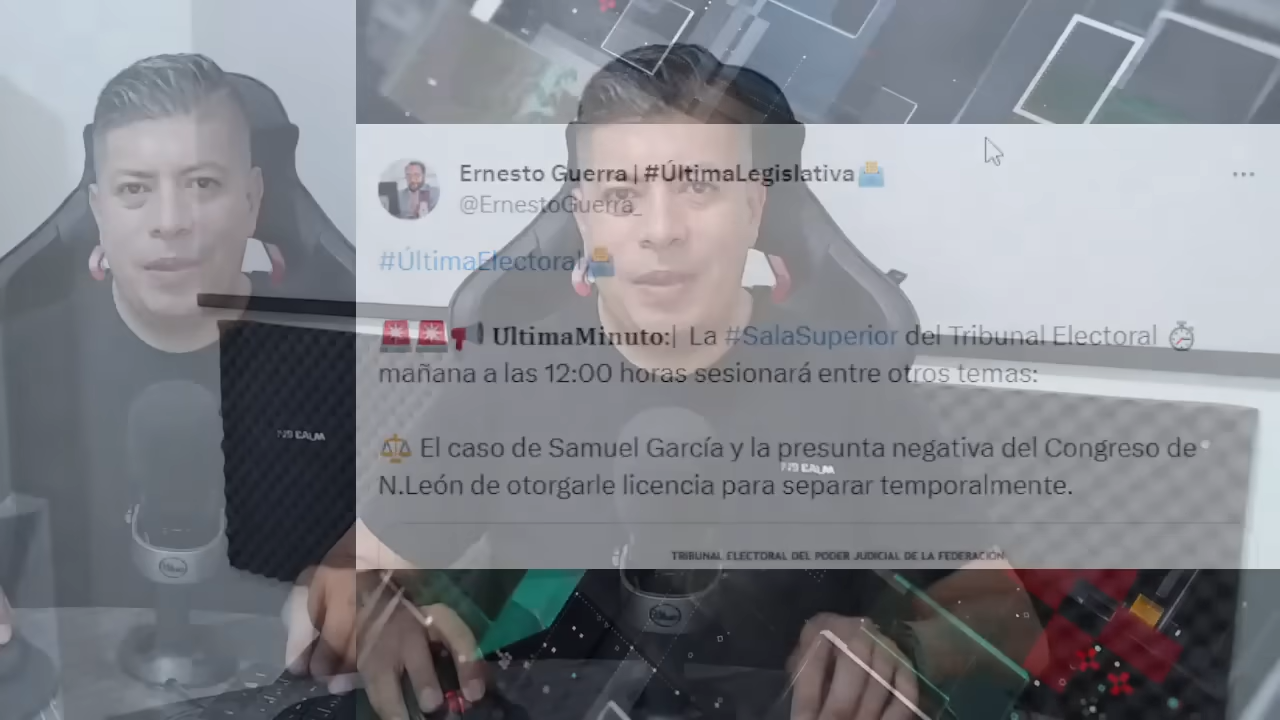 Ernesto Guerra | #ÚltimaLegislativa
@ErnestoGuerra_
#ÚltimaElectoral
UltimaMinuto:| La #SalaSuperior del Tribunal Electoral
mañana a las 12:00 horas sesionará entre otros temas:
El caso de Samuel García y la presunta negativa del Congreso de
N.León de otorgarle licencia para separar temporalmente.
TRIBUNAL ELECTORAL DEL PODER JUDICIAL DE LA FEDERACIÓN